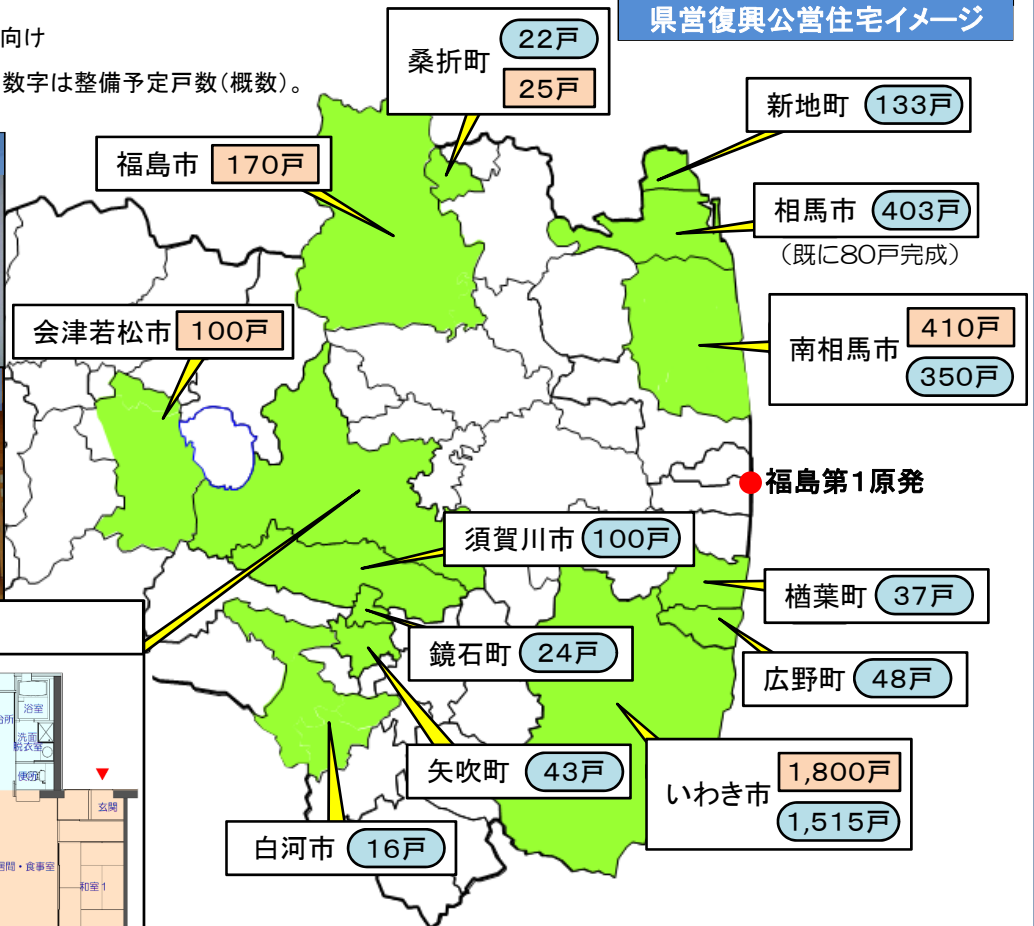 県営復興公営住宅イメージ
向け
数字は整備予定戸数(概数)。
桑折町
22戸
25戸
新地町 133戸
福島市 170戸
相馬市 403戸
(既に80戸完成)
会津若松市 100戸
南相馬市
410戸
350戸
福島第1原発
須賀川市 100戸
楢葉町 37戸
鏡石町 24戸
広野町 48戸
矢吹町 43戸
いわき市
1,800戸
1,515戸
白河市 16戸
浴室
台所
洗面
脱衣室
玄関
居間・食事室
和室1